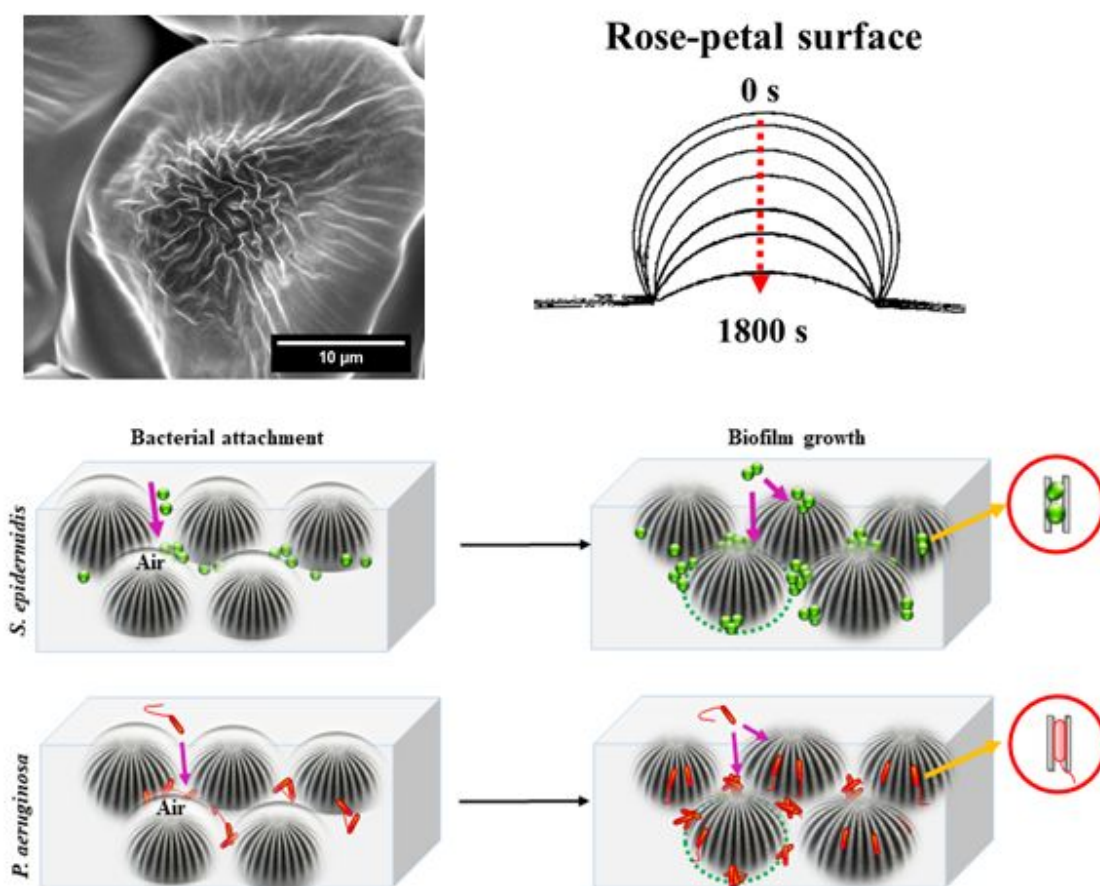 Rose-petal surface
0 s
10 µm
1800 s
Bacterial attachment
Biofilm growth
S. epidermidis
Air
P. aeruginosa
Air